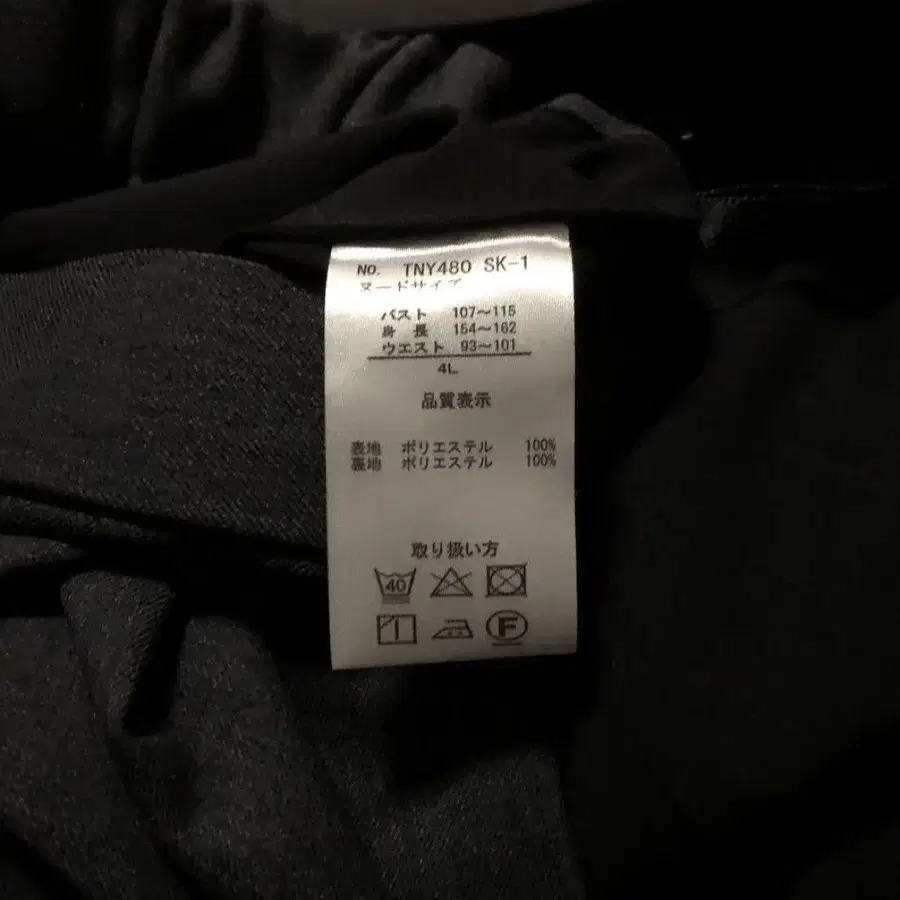 NO. TNY480 SK-1
ヌードサイズ
バスト 107〜115
身長 154〜162
ウエスト 93〜101
4L
品質表示
表地 ポリエステル 100%
裏地 ポリエステル 100%
取り扱い方
40
F